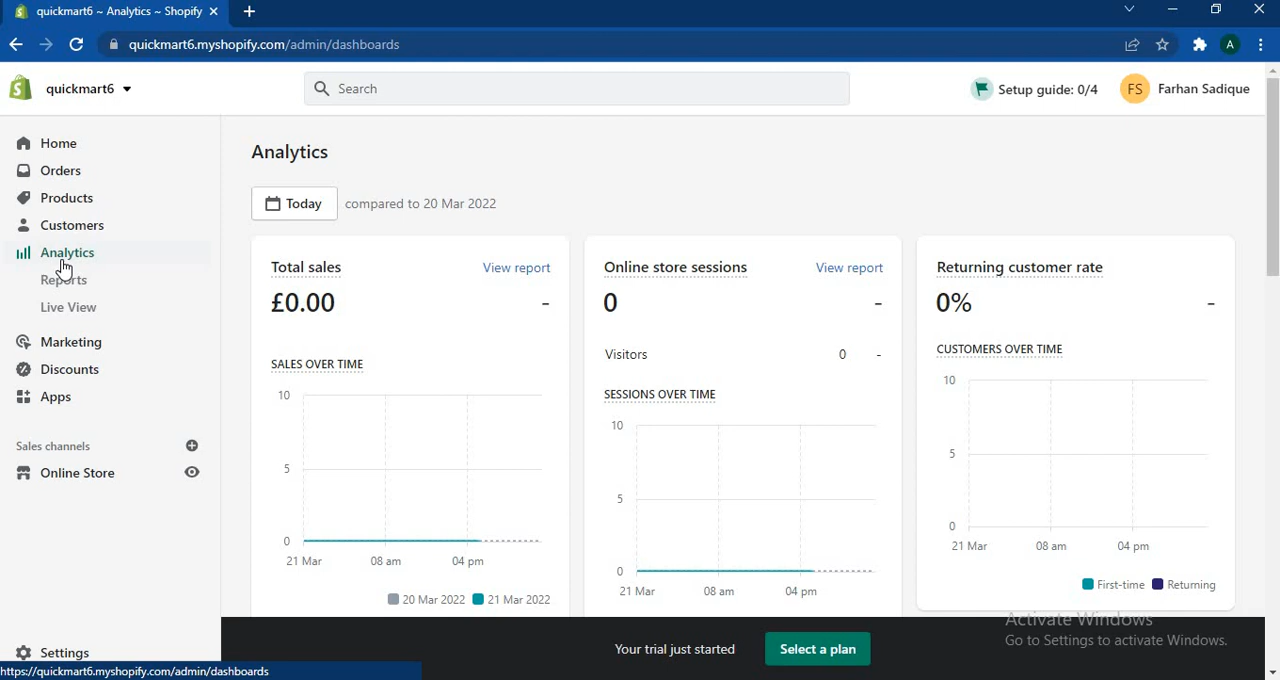 quickmart6 ~ Analytics ~ Shopify
quickmart6.myshopify.com/admin/dashboards
A
quickmart6
Search
Setup guide: 0/4
FS
Farhan Sadique
Home
Orders
Products
Customers
Analytics
Reports
Live View
Marketing
Discounts
Apps
Sales channels
Online Store
Settings
https://quickmart6.myshopify.com/admin/dashboards
Analytics
Today
compared to 20 Mar 2022
Total sales
View report
£0.00
-
SALES OVER TIME
10
5
0
21 Mar
08 am
04 pm
20 Mar 2022
21 Mar 2022
Online store sessions
View report
0
-
Visitors
0
-
SESSIONS OVER TIME
10
5
0
21 Mar
08 am
04 pm
Returning customer rate
0%
-
CUSTOMERS OVER TIME
10
5
0
21 Mar
08 am
04 pm
First-time
Returning
Your trial just started
Select a plan
Activate Windows
Go to Settings to activate Windows.